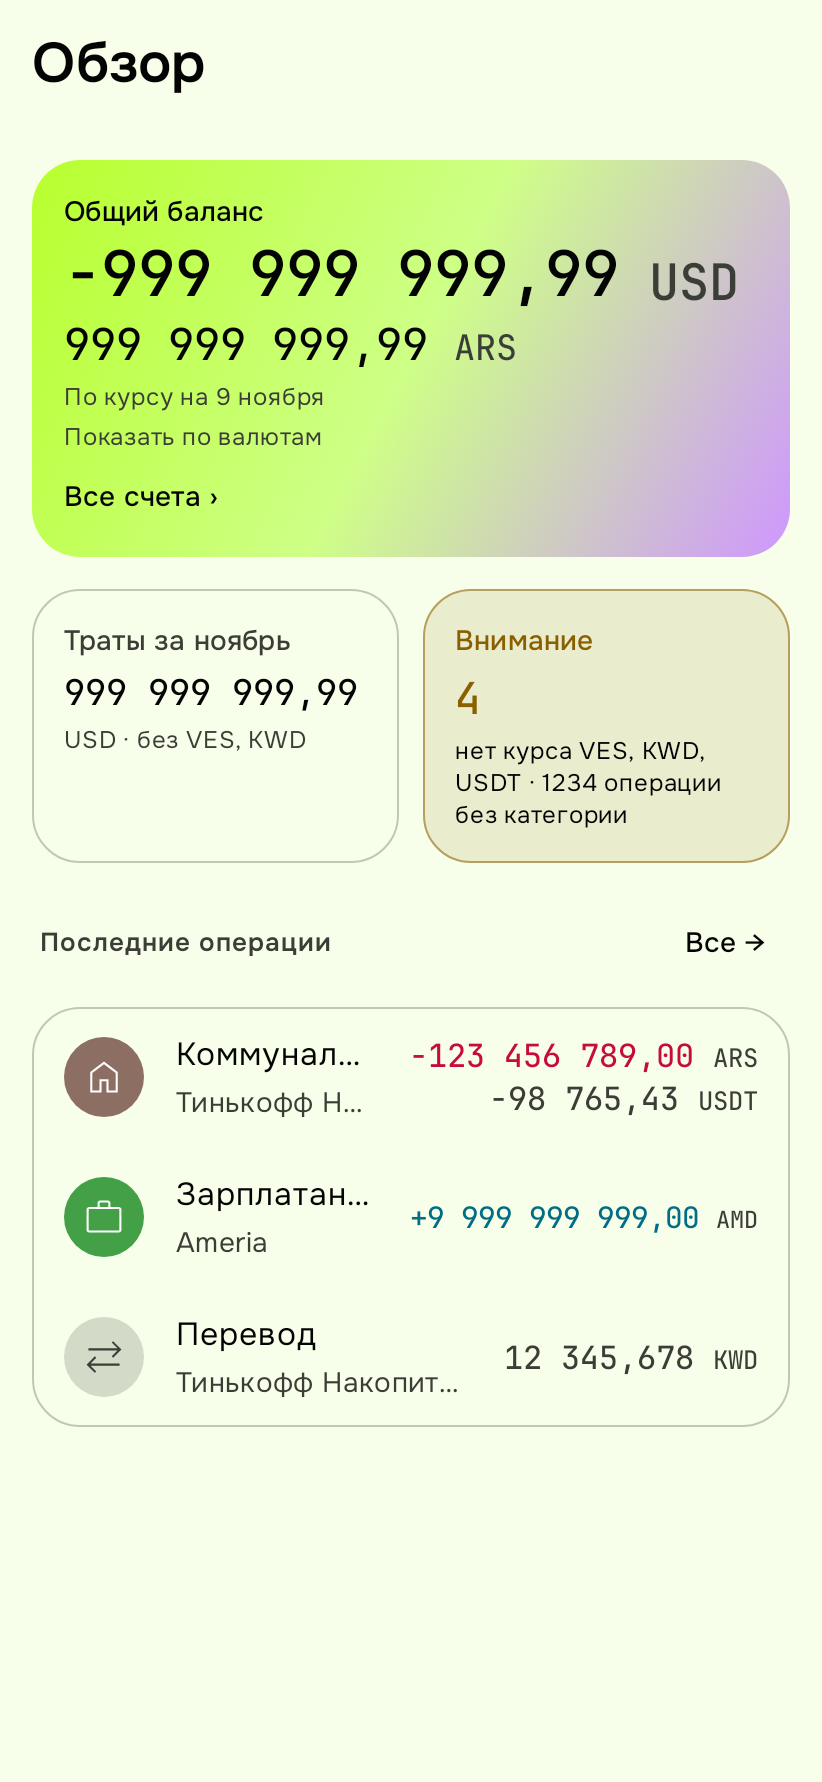 Обзор
Общий баланс
-999 999 999,99 USD
999 999 999,99 ARS
По курсу на 9 ноября
Показать по валютам
Все счета ›
Траты за ноябрь
999 999 999,99
USD · без VES, KWD
Внимание
4
нет курса VES, KWD,
USDT · 1234 операции
без категории
Последние операции
Все →
Коммунал... -123 456 789,00 ARS
Тинькофф Н... -98 765,43 USDT
Зарплатан... +9 999 999 999,00 AMD
Ameria
Перевод 12 345,678 KWD
Тинькофф Накопит...